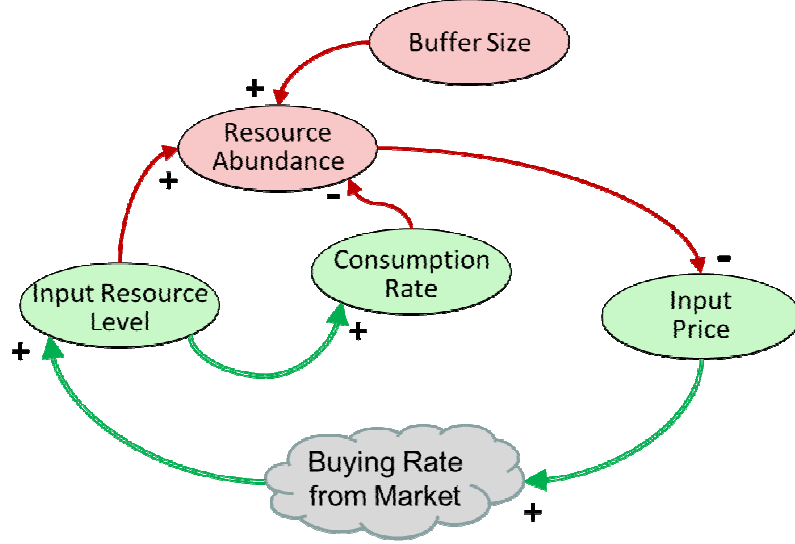 Buffer Size
+
Resource
Abundance
+
-
Consumption
Rate
-
Input Resource
Level
Input
Price
+
+
Buying Rate
from Market
+